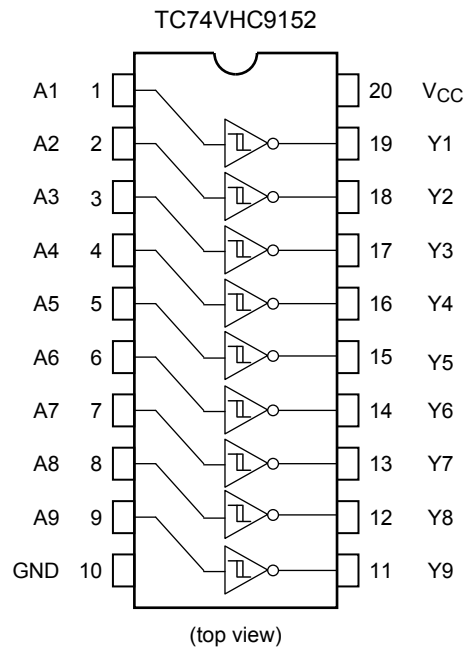 TC74VHC9152
A1 1 20 VCC
A2 2 19 Y1
A3 3 18 Y2
A4 4 17 Y3
A5 5 16 Y4
A6 6 15 Y5
A7 7 14 Y6
A8 8 13 Y7
A9 9 12 Y8
GND 10 11 Y9
(top view)